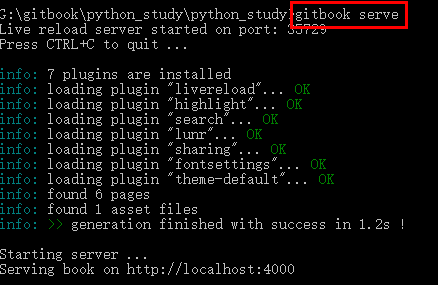 G:\gitbook\python_study\python_study>gitbook serve
Live reload server started on port: 35729
Press CTRL+C to quit ...
info: 7 plugins are installed
info: loading plugin "livereload"... OK
info: loading plugin "highlight"... OK
info: loading plugin "search"... OK
info: loading plugin "lunr"... OK
info: loading plugin "sharing"... OK
info: loading plugin "fontsettings"... OK
info: loading plugin "theme-default"... OK
info: found 6 pages
info: found 1 asset files
info: >> generation finished with success in 1.2s !
Starting server ...
Serving book on http://localhost:4000